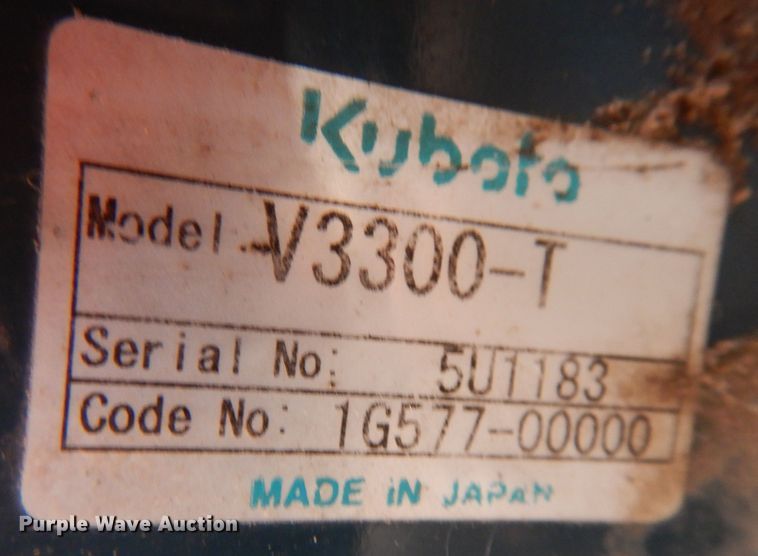 Kubota
Model V3300-T
Serial No: 5U1183
Code No: 1G577-00000
MADE iN JAPAN
Purple Wave Auction